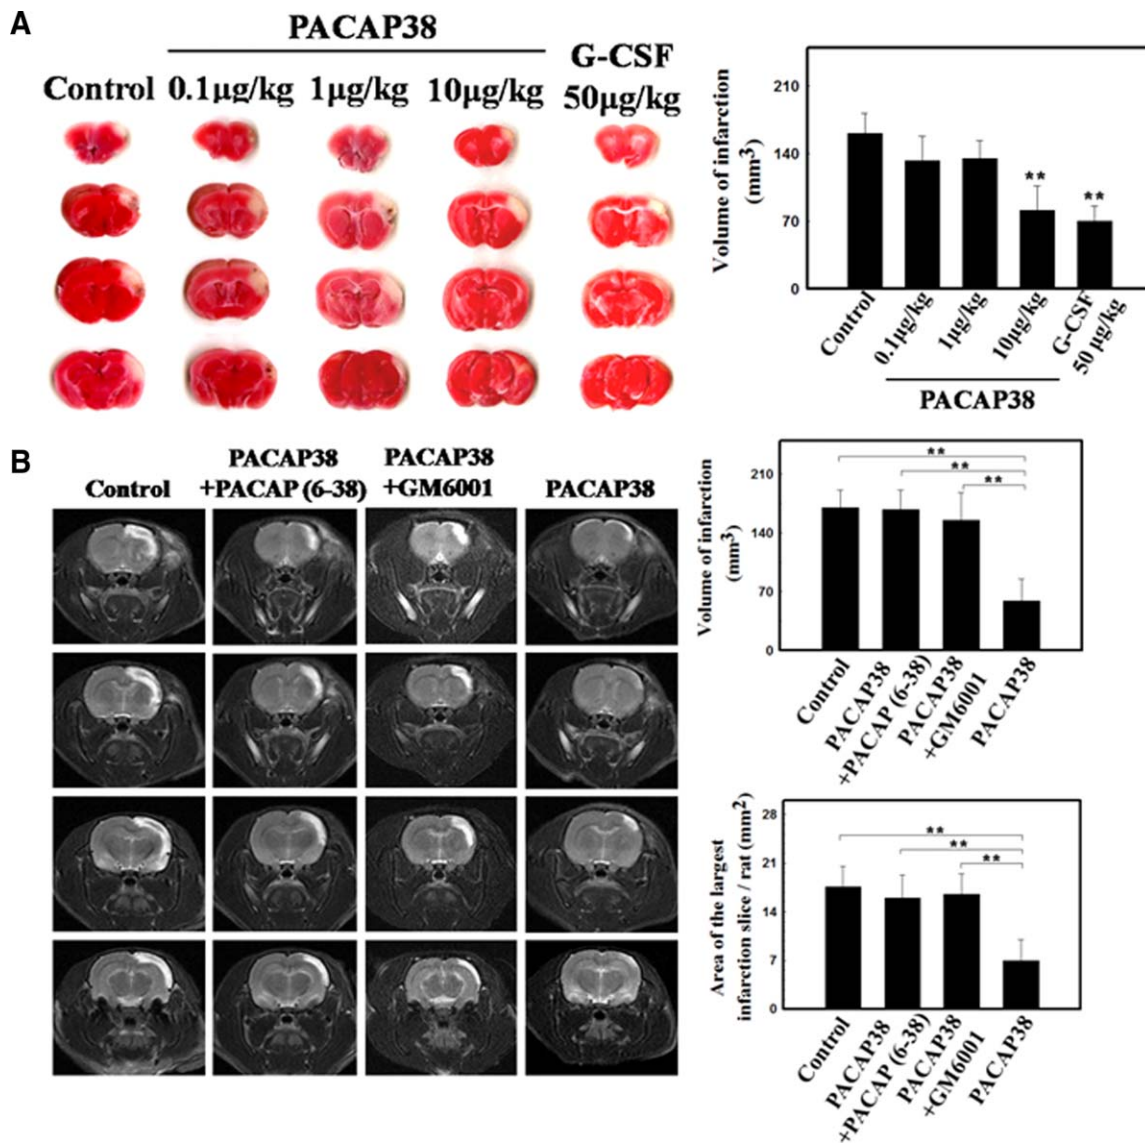 A
PACAP38
G-CSF
Control 0.1µg/kg 1µg/kg 10µg/kg 50µg/kg
Volume of infarction
(mm3)
210
140
70
0
**
**
Control
0.1µg/kg
1µg/kg
10µg/kg
G-CSF
50 µg/kg
PACAP38
B
Control
PACAP38
+PACAP (6-38)
PACAP38
+GM6001
PACAP38
Volume of infarction
(mm3)
210
140
70
0
**
**
**
Control
PACAP38
+PACAP (6-38)
PACAP38
+GM6001
PACAP38
Area of the largest
infarction slice / rat (mm2)
28
21
14
7
0
**
**
**
Control
PACAP38
+PACAP (6-38)
PACAP38
+GM6001
PACAP38